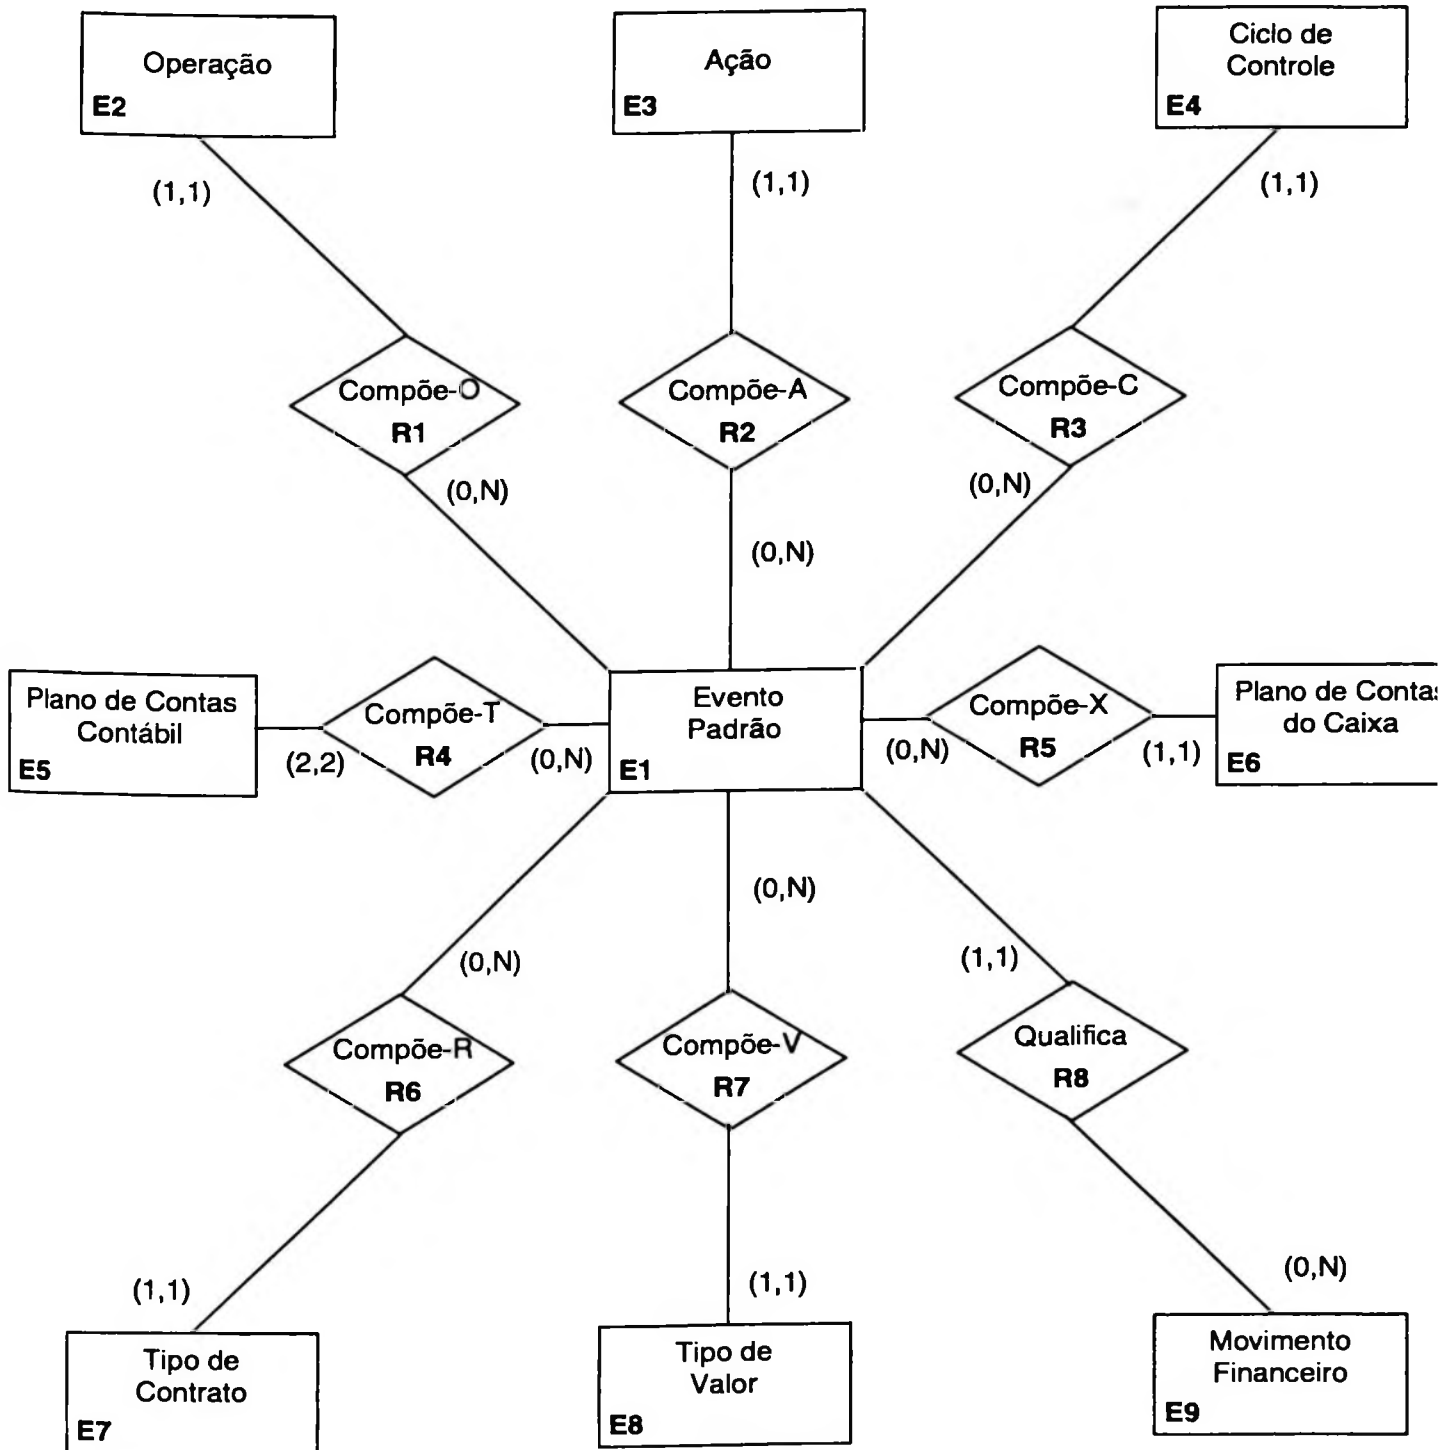 Operação
E2
Ação
E3
Ciclo de
Controle
E4
(1,1)
(1,1)
(1,1)
Compõe-O
R1
Compõe-A
R2
Compõe-C
R3
(0,N)
(0,N)
(0,N)
Plano de Contas
Contábil
E5
(2,2)
Compõe-T
R4
(0,N)
Evento
Padrão
E1
(0,N)
Compõe-X
R5
(1,1)
Plano de Contas
do Caixa
E6
(0,N)
(0,N)
(1,1)
Compõe-R
R6
Compõe-V
R7
Qualifica
R8
(1,1)
(1,1)
(0,N)
Tipo de
Contrato
E7
Tipo de
Valor
E8
Movimento
Financeiro
E9